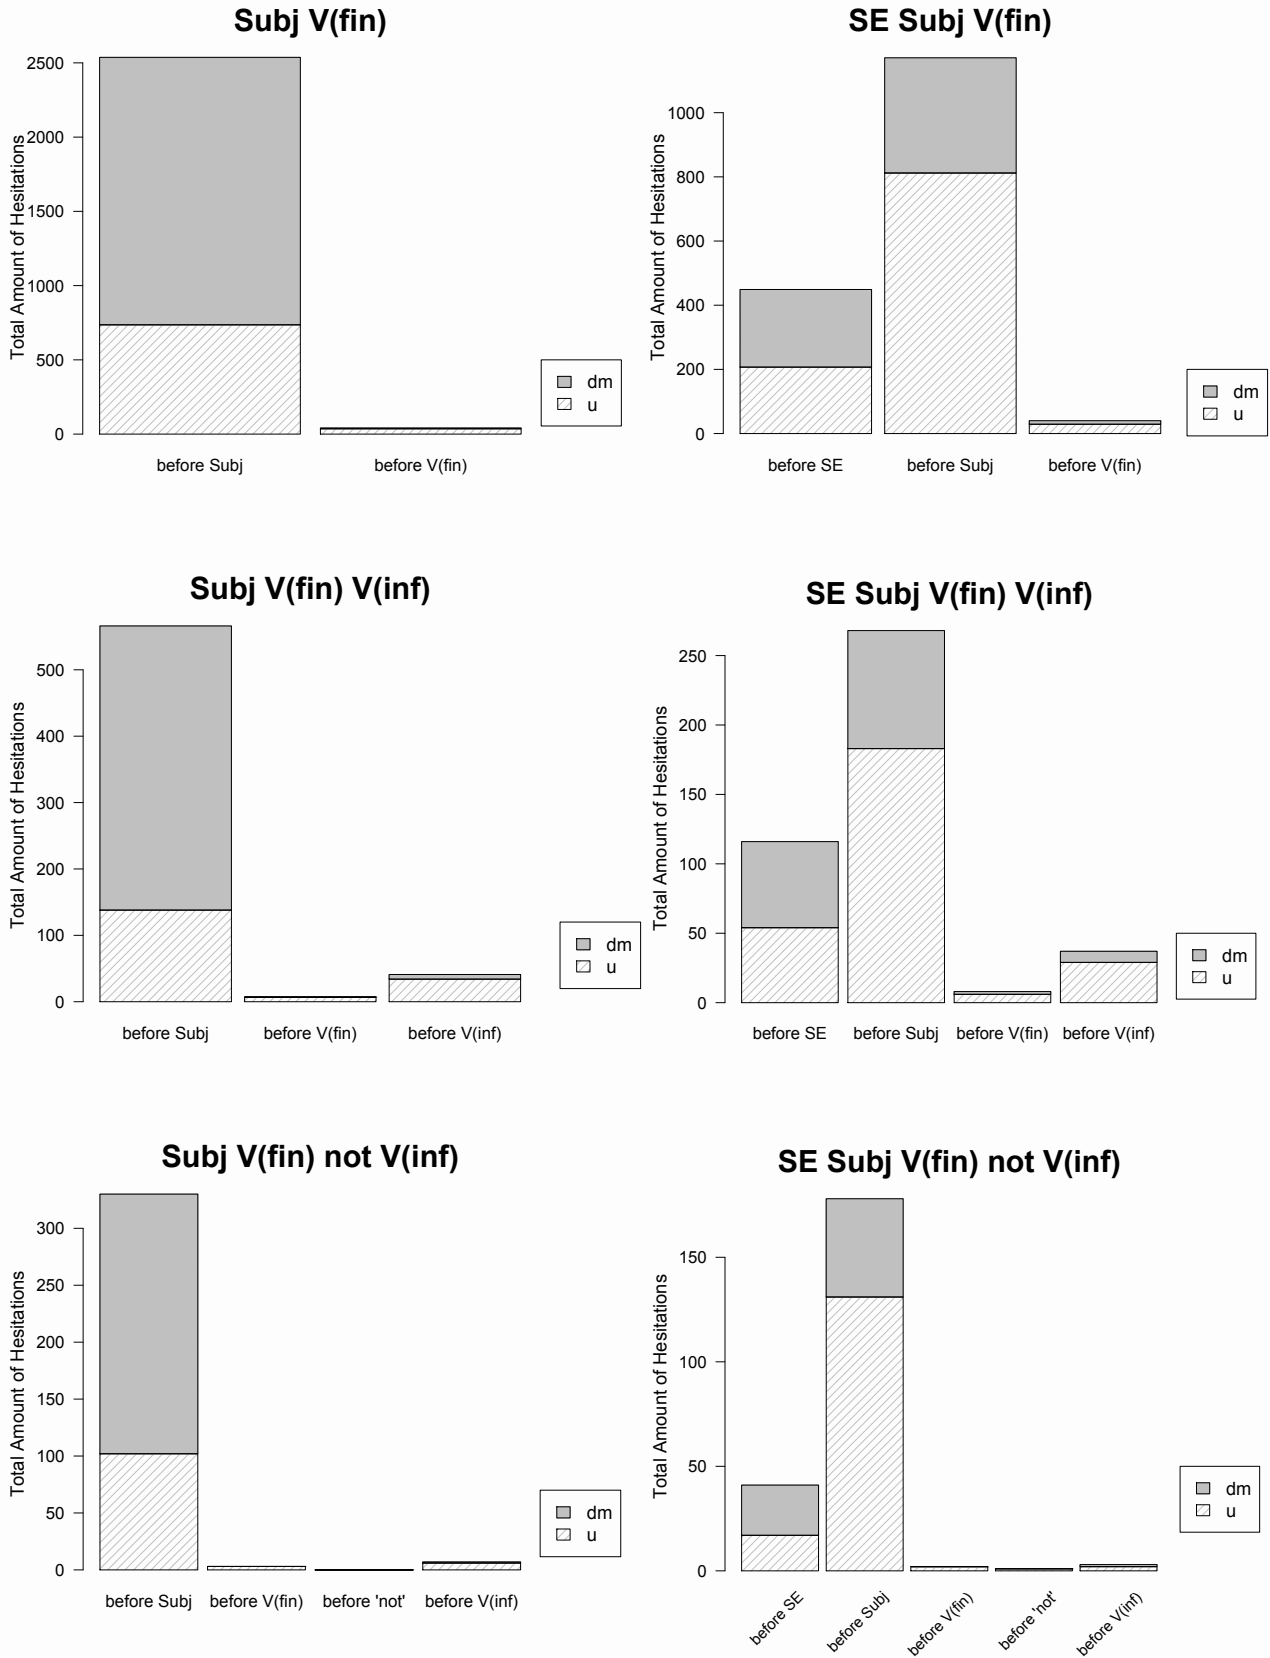 Subj V(fin)
Total Amount of Hesitations
2500
2000
1500
1000
500
0
before Subj
before V(fin)
dm
u
SE Subj V(fin)
Total Amount of Hesitations
1000
800
600
400
200
0
before SE
before Subj
before V(fin)
dm
u
Subj V(fin) V(inf)
Total Amount of Hesitations
500
400
300
200
100
0
before Subj
before V(fin)
before V(inf)
dm
u
SE Subj V(fin) V(inf)
Total Amount of Hesitations
250
200
150
100
50
0
before SE
before Subj
before V(fin)
before V(inf)
dm
u
Subj V(fin) not V(inf)
Total Amount of Hesitations
300
250
200
150
100
50
0
before Subj
before V(fin)
before 'not'
before V(inf)
dm
u
SE Subj V(fin) not V(inf)
Total Amount of Hesitations
150
100
50
0
before SE
before Subj
before V(fin)
before 'not'
before V(inf)
dm
u